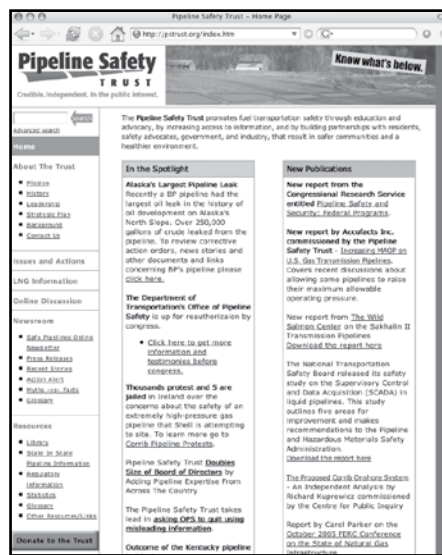 Pipeline Safety Trust – Home Page
http://pstrust.org/index.htm
Pipeline Safety
TRUST
Credible. Independent. In the public interest.
Know what's below.
search
Advanced search
Home
About The Trust
Mission
History
Leadership
Strategic Plan
Background
Contact Us
Issues and Actions
LNG Information
Online Discussion
Newsroom
Safe Pipelines Online
Newsletter
Press Releases
Recent Stories
Action Alert
Myths vs. Facts
Glossary
Resources
Library
State by State
Pipeline Information
Regulatory
Information
Statistics
Glossary
Other Resources/Links
Donate to the Trust
The Pipeline Safety Trust promotes fuel transportation safety through education and
advocacy, by increasing access to information, and by building partnerships with residents,
safety advocates, government, and industry, that result in safer communities and a
healthier environment.
In the Spotlight
Alaska's Largest Pipeline Leak
Recently a BP pipeline had the
largest oil leak in the history of
oil development on Alaska's
North Slope. Over 250,000
gallons of crude leaked from the
pipeline. To review corrective
action orders, news stories and
other documents and links
concerning BP's pipeline please
click here.
The Department of
Transportation's Office of Pipeline
Safety is up for reauthorizaion by
congress.
Click here to get more
information and
testimonies before
congress.
Thousands protest and 5 are
jailed in Ireland over the
concerns about the safety of an
extremely high-pressure gas
pipeline that Shell is attempting
to site. To learn more go to
Corrib Pipeline Protests.
Pipeline Safety Trust Doubles
Size of Board of Directors by
Adding Pipeline Expertise From
Across The Country
The Pipeline Safety Trust takes
lead in asking OPS to quit using
misleading information.
Outcome of the Kentucky pipeline
New Publications
New report from the
Congressional Research Service
entitled Pipeline Safety and
Security: Federal Programs.
New report by Accufacts Inc.
commissioned by the Pipeline
Safety Trust - Increasing MAOP on
U.S. Gas Transmission Pipelines.
Covers recent discussions about
allowing some pipelines to raise
their maximum allowable
operating pressure.
New report from The Wild
Salmon Center on the Sakhalin II
Transmission Pipelines
Download the report here
The National Transportation
Safety Board released its safety
study on the Supervisory Control
and Data Acquisition (SCADA) in
liquid pipelines. This study
outlines five areas for
improvement and makes
recommendations to the Pipeline
and Hazardous Materials Safety
Administration.
Download the report here
The Proposed Corrib Onshore System
- An Independent Analysis by
Richard Kuprewicz commissioned
by the Centre for Public Inquiry
Report by Carol Parker on the
October 2005 FERC Conference
on the State of Natural Gas
Infrastructure